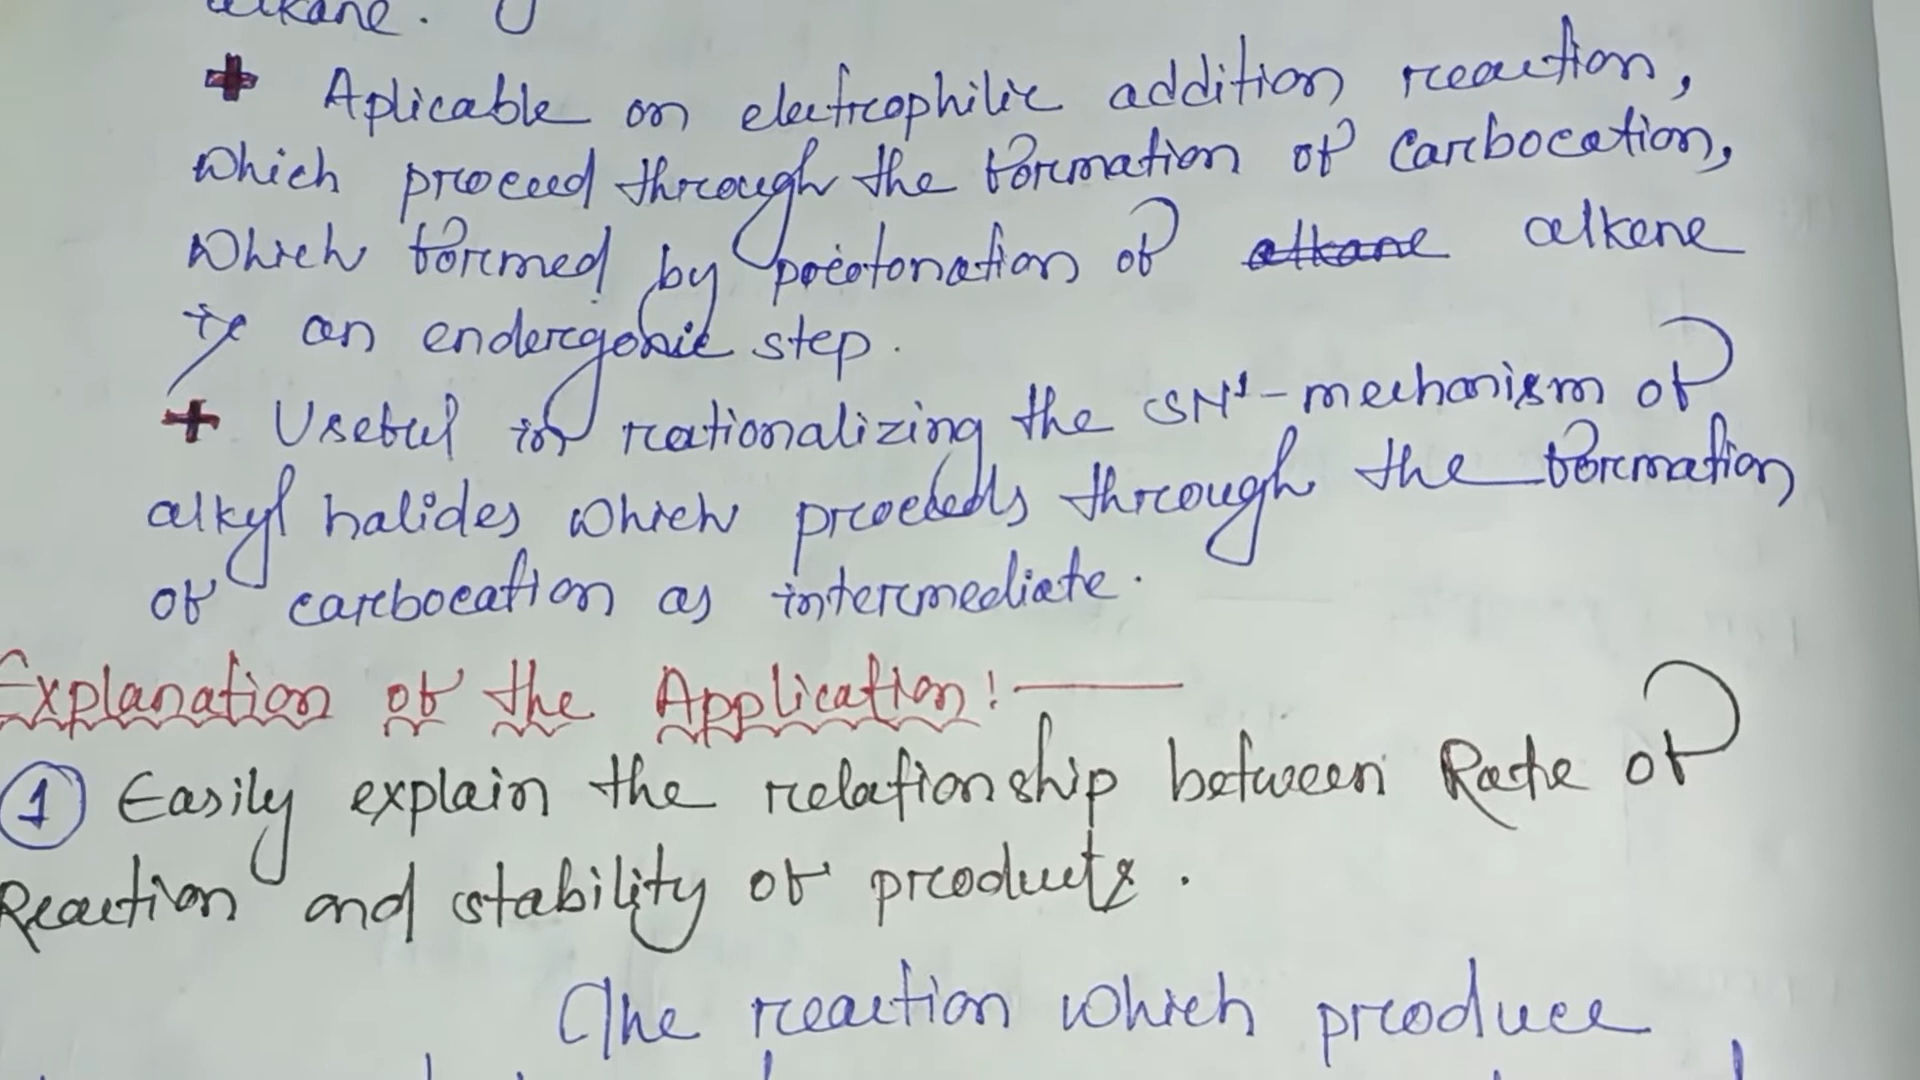 alkane.
+ Aplicable on electrophilic addition reaction,
which proceed through the formation of carbocation,
which formed by protonation of alkane alkene
is an endergonic step.
+ Useful in rationalizing the SN¹-mechanism of
alkyl halides which proceeds through the formation
of carbocation as intermediate.
Explanation of the Application:—
① Easily explain the relationship between Rate of
Reaction and stability of products.
The reaction which produce